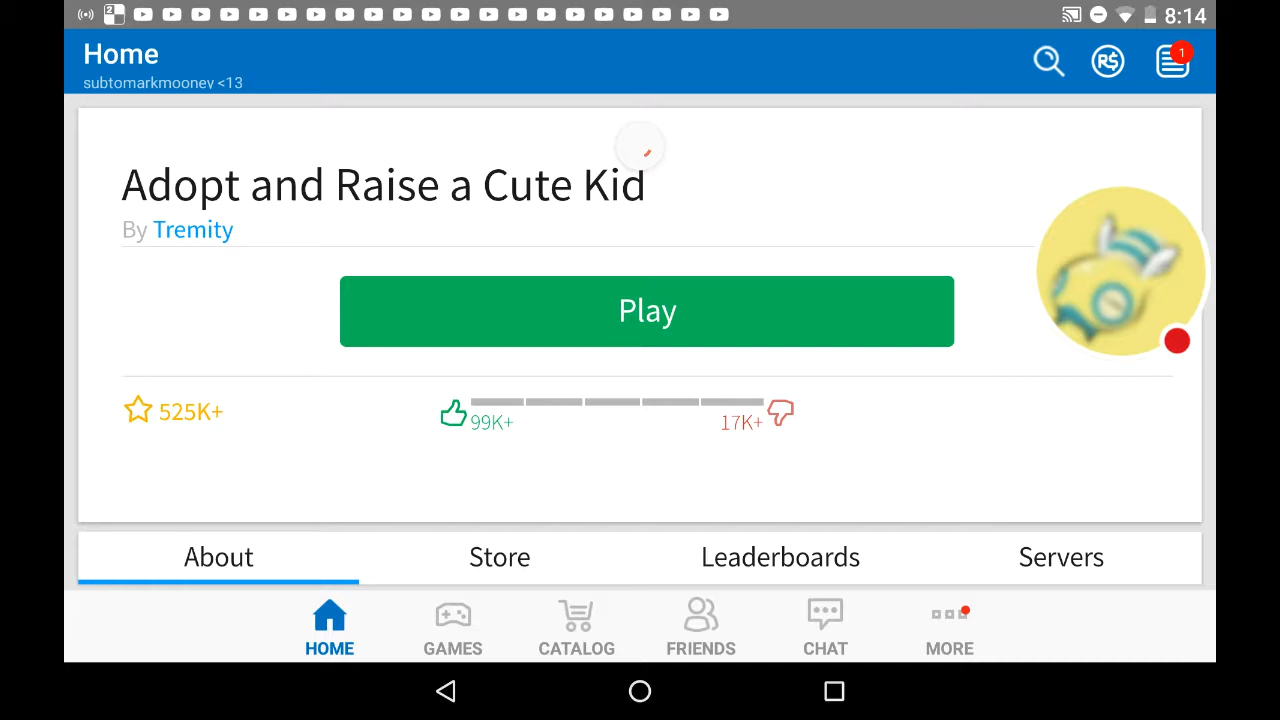 8:14
Home
subtomarkmooney <13
R$
1
Adopt and Raise a Cute Kid
By Tremity
Play
525K+
99K+
17K+
About Store Leaderboards Servers
HOME GAMES CATALOG FRIENDS CHAT MORE